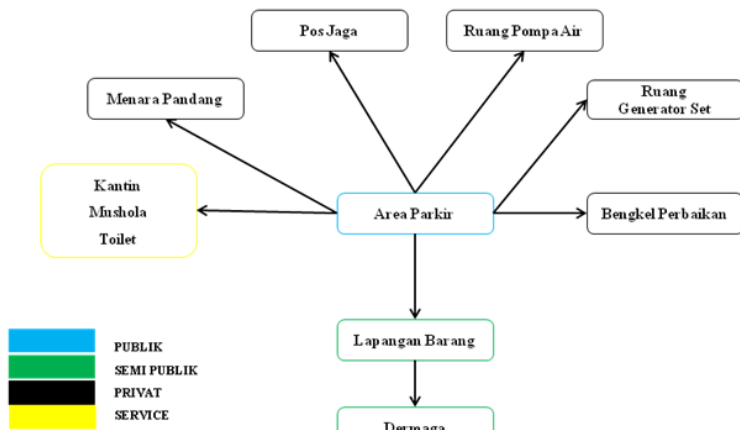 Pos Jaga
Ruang Pompa Air
Menara Pandang
Ruang
Generator Set
Kantin
Mushola
Toilet
Area Parkir
Bengkel Perbaikan
Lapangan Barang
Dermaga
PUBLIK
SEMI PUBLIK
PRIVAT
SERVICE